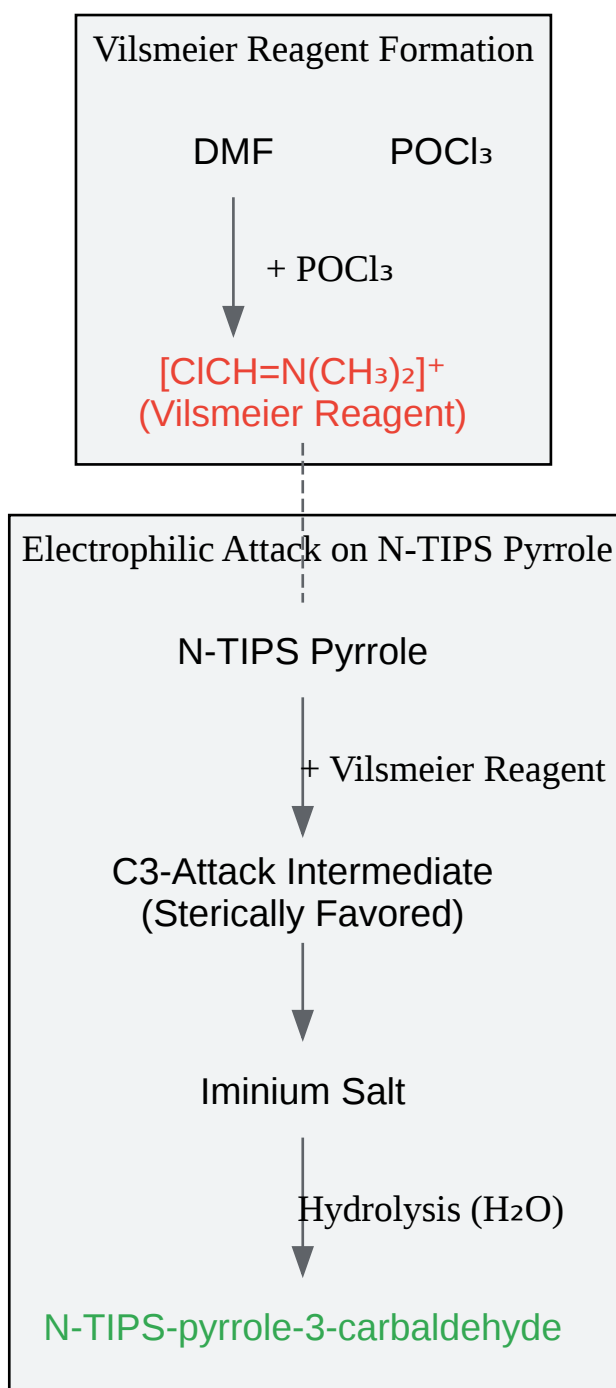 Vilsmeier Reagent Formation
DMF
POCl₃
+ POCl₃
[ClCH=N(CH₃)₂]⁺
(Vilsmeier Reagent)
Electrophilic Attack on N-TIPS Pyrrole
N-TIPS Pyrrole
+ Vilsmeier Reagent
C3-Attack Intermediate
(Sterically Favored)
Iminium Salt
Hydrolysis (H₂O)
N-TIPS-pyrrole-3-carbaldehyde